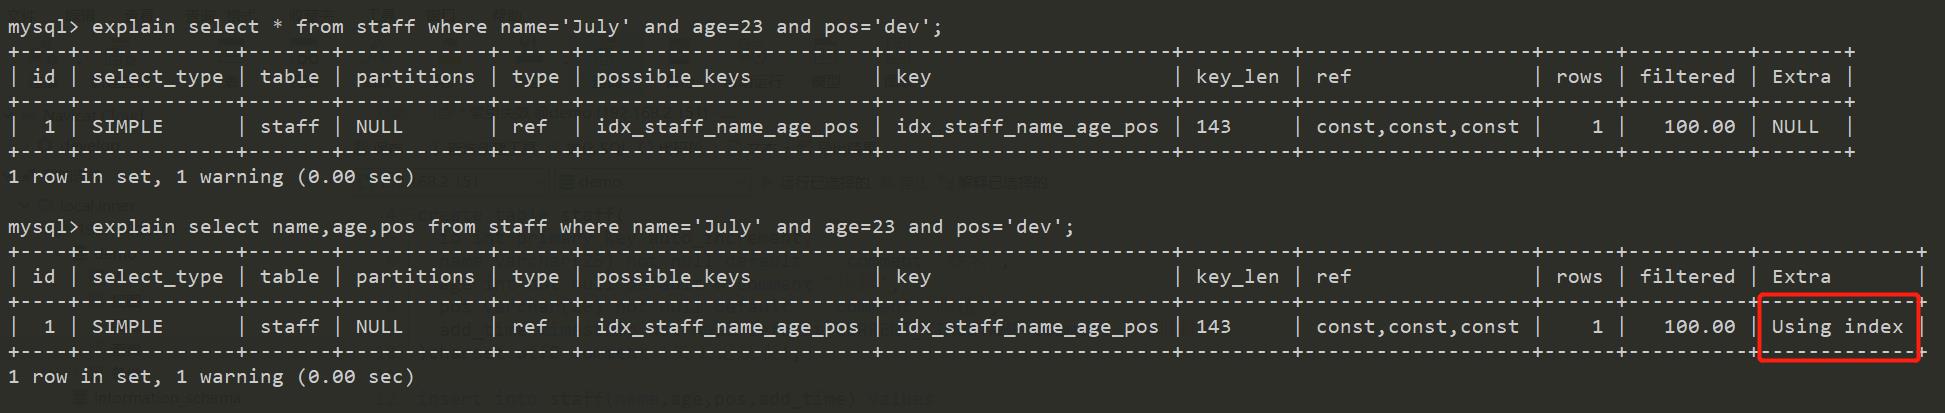 mysql> explain select * from staff where name='July' and age=23 and pos='dev';
+----+-------------+-------+------------+------+-----------------------+-----------------------+---------+-------------------+------+----------+-------+
| id | select_type | table | partitions | type | possible_keys         | key                   | key_len | ref               | rows | filtered | Extra |
+----+-------------+-------+------------+------+-----------------------+-----------------------+---------+-------------------+------+----------+-------+
|  1 | SIMPLE      | staff | NULL       | ref  | idx_staff_name_age_pos | idx_staff_name_age_pos | 143     | const,const,const |    1 |   100.00 | NULL  |
+----+-------------+-------+------------+------+-----------------------+-----------------------+---------+-------------------+------+----------+-------+
1 row in set, 1 warning (0.00 sec)
mysql> explain select name,age,pos from staff where name='July' and age=23 and pos='dev';
+----+-------------+-------+------------+------+-----------------------+-----------------------+---------+-------------------+------+----------+-------------+
| id | select_type | table | partitions | type | possible_keys         | key                   | key_len | ref               | rows | filtered | Extra       |
+----+-------------+-------+------------+------+-----------------------+-----------------------+---------+-------------------+------+----------+-------------+
|  1 | SIMPLE      | staff | NULL       | ref  | idx_staff_name_age_pos | idx_staff_name_age_pos | 143     | const,const,const |    1 |   100.00 | Using index |
+----+-------------+-------+------------+------+-----------------------+-----------------------+---------+-------------------+------+----------+-------------+
1 row in set, 1 warning (0.00 sec)